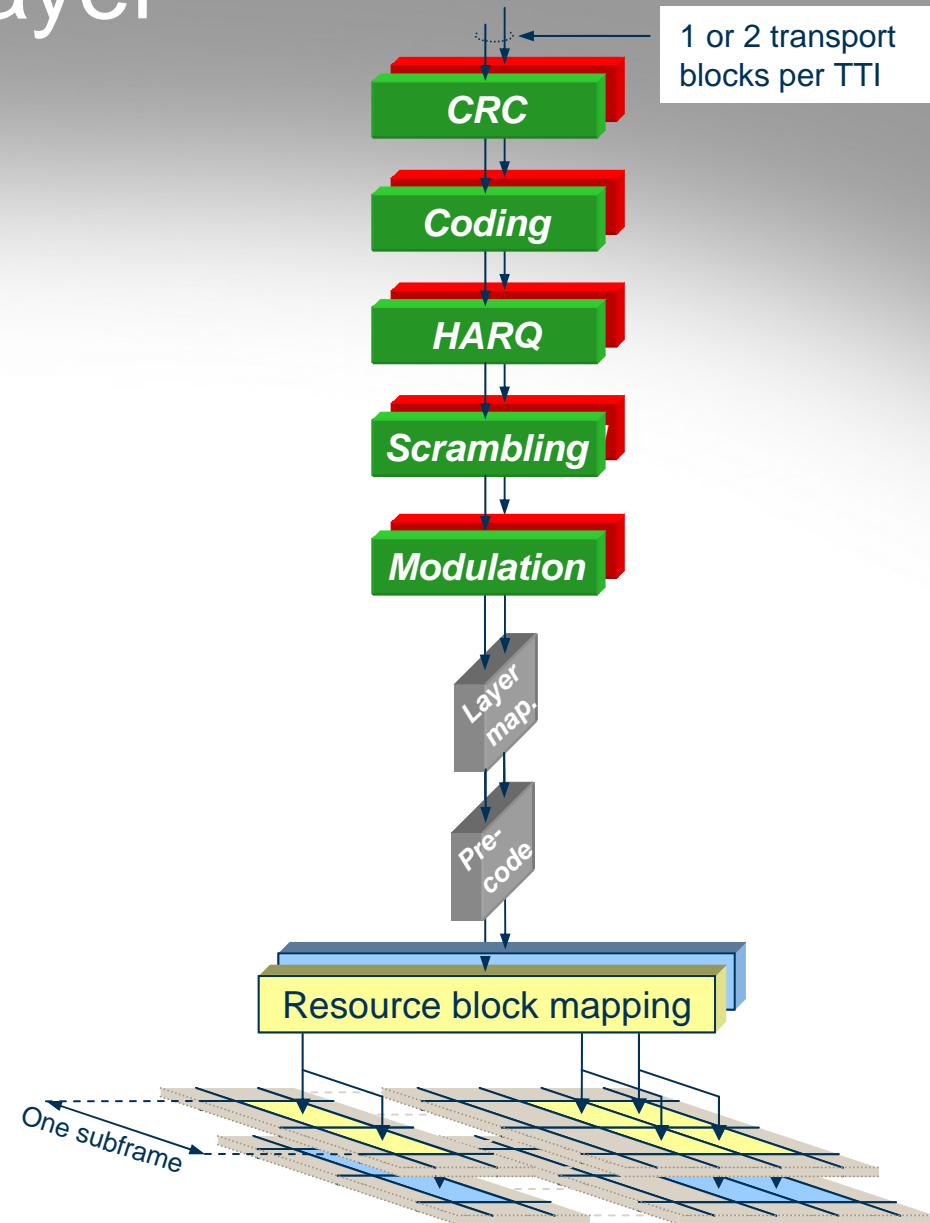 1 or 2 transport
blocks per TTI
CRC
Coding
HARQ
Scrambling
Modulation
Layer
map.
Pre-
code
Resource block mapping
One subframe